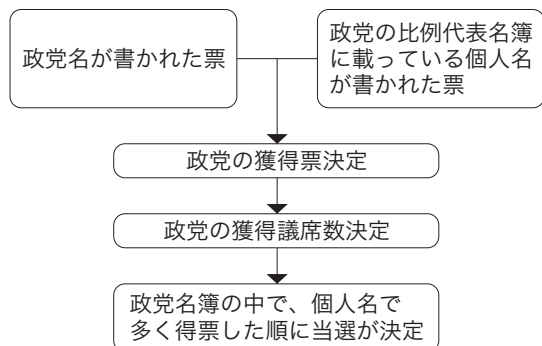 政党名が書かれた票
政党の比例代表名簿
に載っている個人名
が書かれた票
政党の獲得票決定
政党の獲得議席数決定
政党名簿の中で、個人名で
多く得票した順に当選が決定